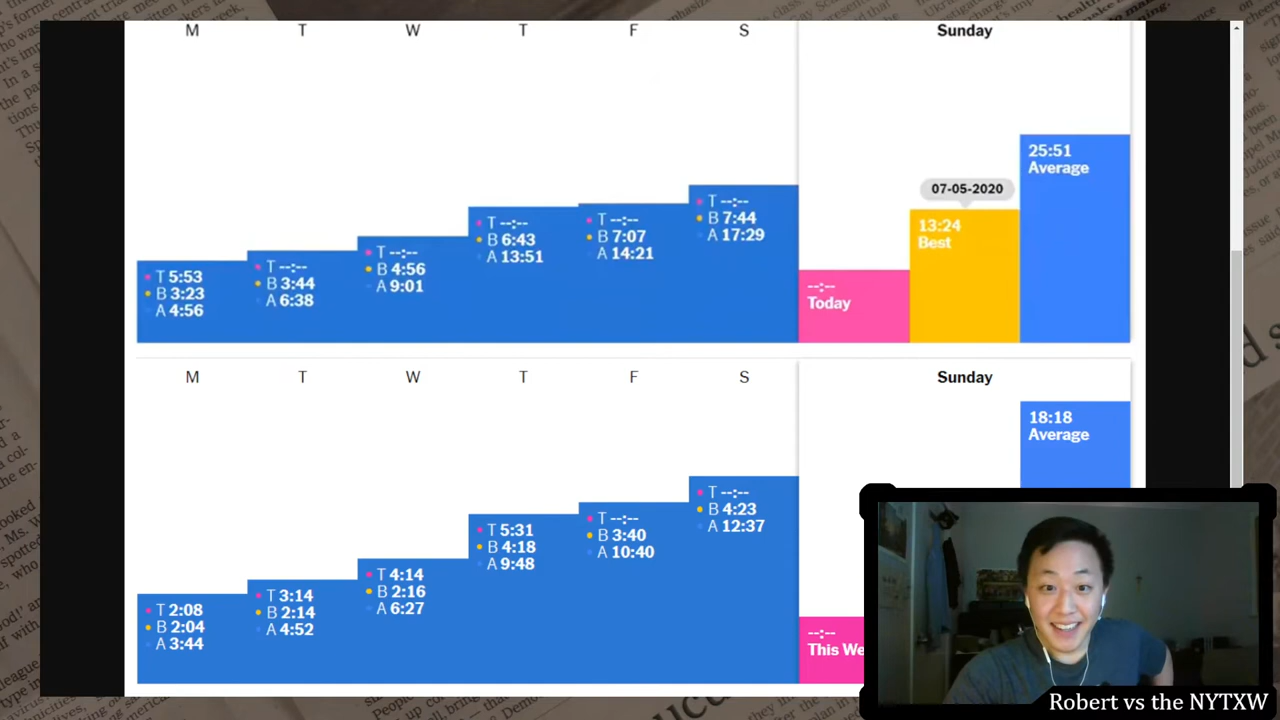 M T W T F S Sunday
T 5:53
B 3:23
A 4:56
T --:--
B 3:44
A 6:38
T --:--
B 4:56
A 9:01
T --:--
B 6:43
A 13:51
T --:--
B 7:07
A 14:21
T --:--
B 7:44
A 17:29
--:--
Today
07-05-2020
13:24
Best
25:51
Average
M T W T F S Sunday
T 2:08
B 2:04
A 3:44
T 3:14
B 2:14
A 4:52
T 4:14
B 2:16
A 6:27
T 5:31
B 4:18
A 9:48
T --:--
B 3:40
A 10:40
T --:--
B 4:23
A 12:37
--:--
This We
18:18
Average
Robert vs the NYTXW